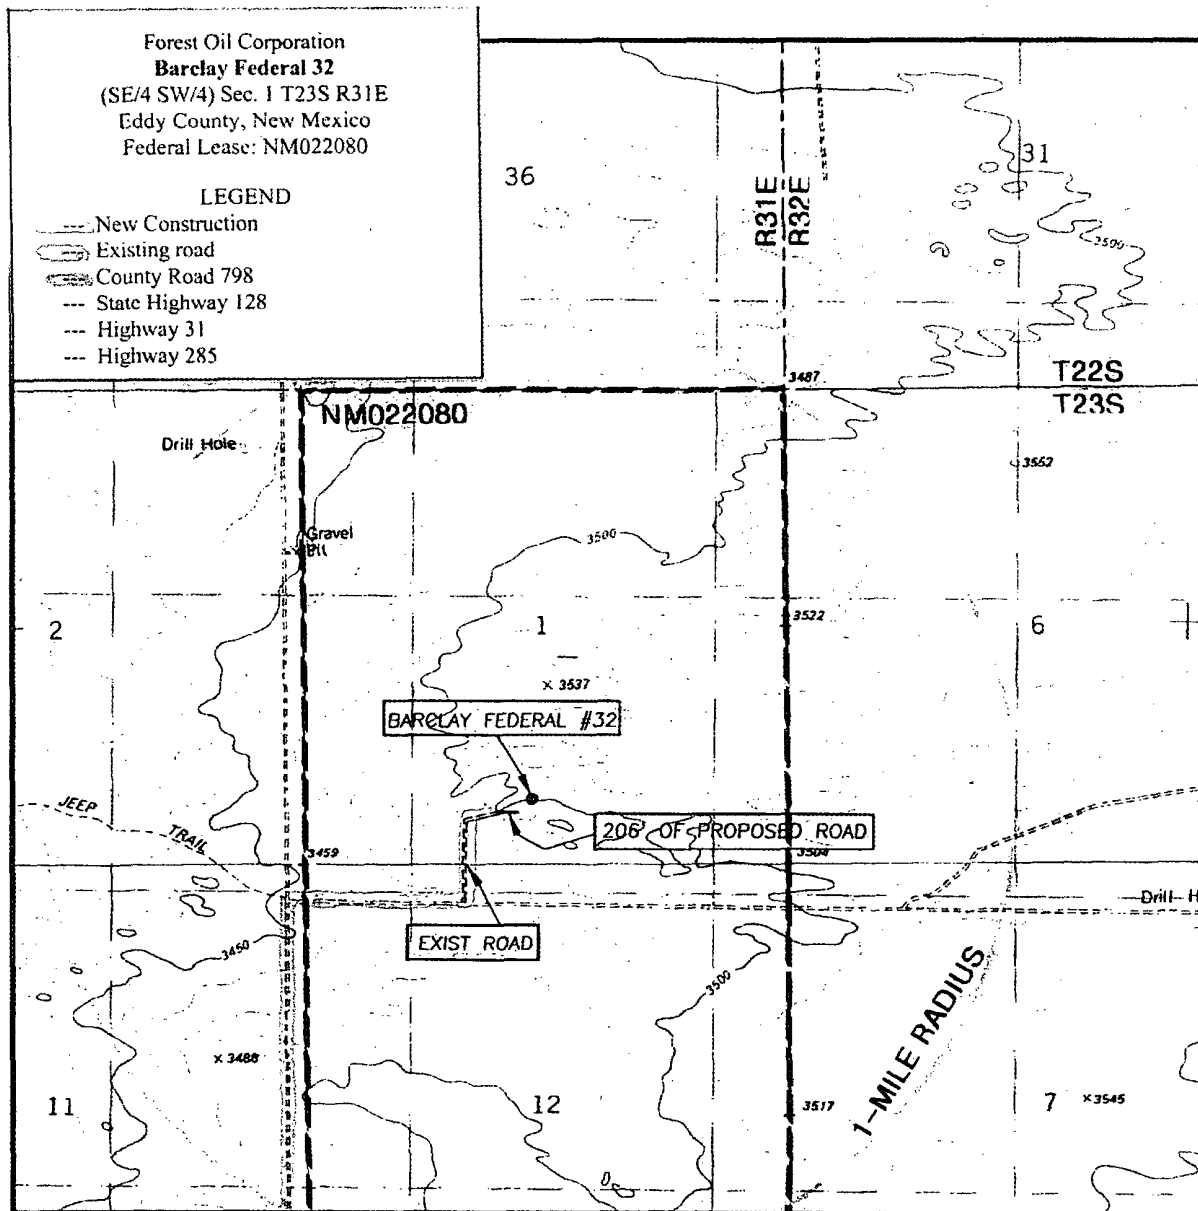 Forest Oil Corporation
Barclay Federal 32
(SE/4 SW/4) Sec. 1 T23S R31E
Eddy County, New Mexico
Federal Lease: NM022080
LEGEND
New Construction
Existing road
County Road 798
--- State Highway 128
--- Highway 31
--- Highway 285
36
31
R31E
R32E
3500
3487
T22S
T23S
NM022080
Drill Hole
3552
Gravel
Pit
3500
2
1
3522
6
× 3537
BARCLAY FEDERAL #32
JEEP
TRAIL
206' OF PROPOSED ROAD
3459
3504
Drill H
EXIST ROAD
3450
3500
1-MILE RADIUS
× 3488
11
12
3517
7
×3545